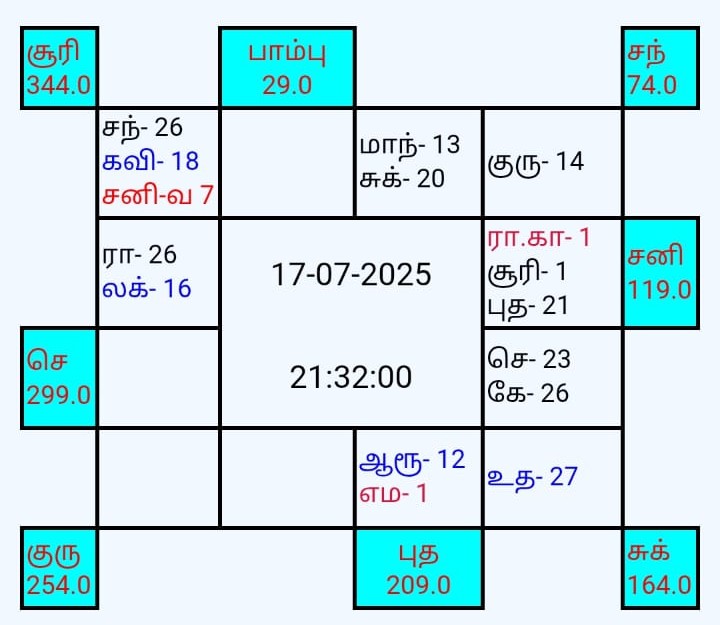 சூரி
344.0
பாம்பு
29.0
சந்
74.0
சந்- 26
கவி- 18
சனி-வ 7
மாந்- 13
சுக்- 20
குரு- 14
ரா- 26
லக்- 16
17-07-2025
21:32:00
ரா.கா- 1
சூரி- 1
புத- 21
சனி
119.0
செ
299.0
செ- 23
கே- 26
ஆரூ- 12
எம- 1
உத- 27
குரு
254.0
புத
209.0
சுக்
164.0